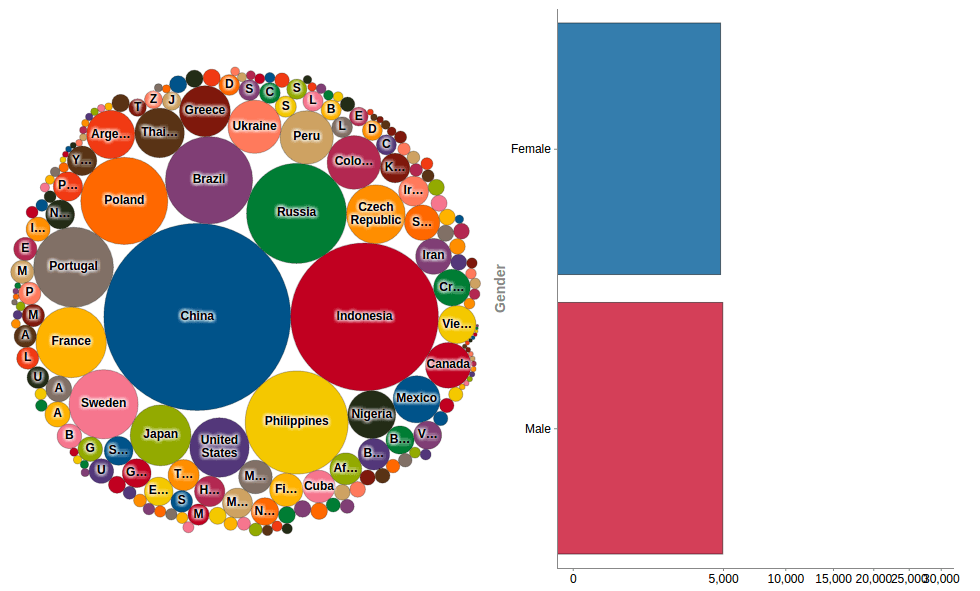 D
S
C
S
T
Z
J
S
L
B
Greece
L
E
D
Arge...
Thai...
Ukraine
Peru
C
Y...
Colo...
K...
P...
Poland
Brazil
Russia
Czech
Republic
Ir...
N...
S...
I...
E
Portugal
Iran
M
P
Cr...
M
China
Indonesia
Vie...
A
France
L
Canada
U
A
Sweden
Mexico
A
Philippines
Nigeria
B
Japan
United
States
V...
B...
G
S...
B...
U
G...
T...
M...
Af...
E...
H...
Fi...
Cuba
S
M...
N...
M
Gender
Female
Male
0
5,000
10,000
15,000
20,000
25,000
30,000